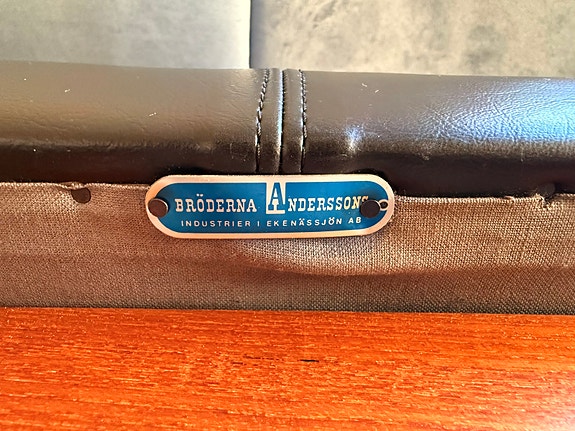 BRÖDERNA ANDERSSONS
INDUSTRIER I EKENÄSSJÖN AB